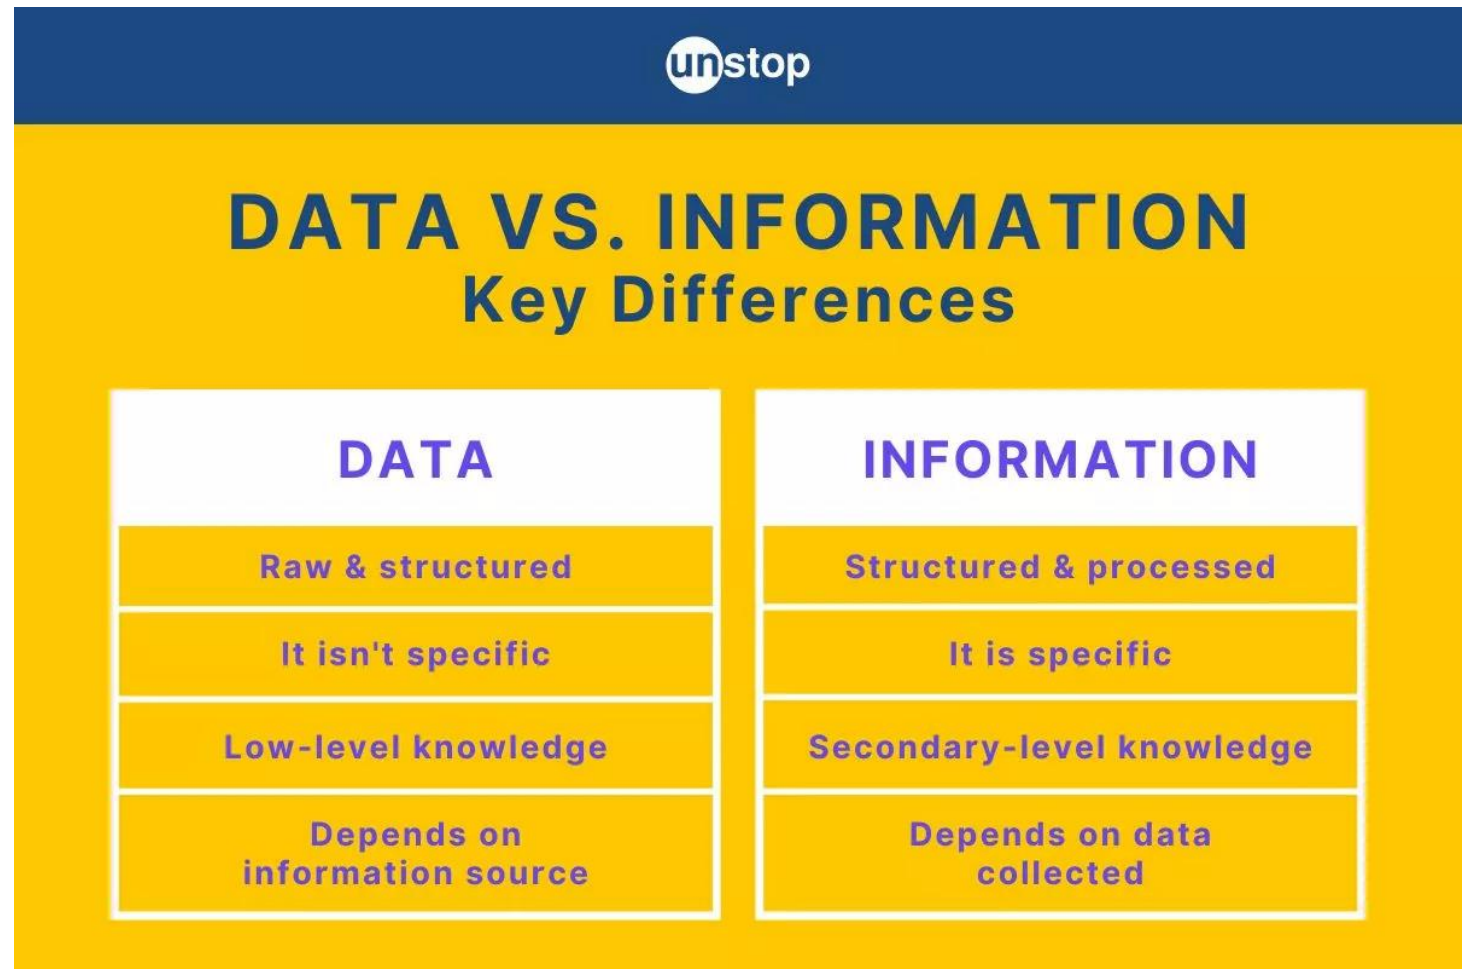 unstop
DATA VS. INFORMATION
Key Differences
DATA
Raw & structured
It isn't specific
Low-level knowledge
Depends on
information source
INFORMATION
Structured & processed
It is specific
Secondary-level knowledge
Depends on data
collected